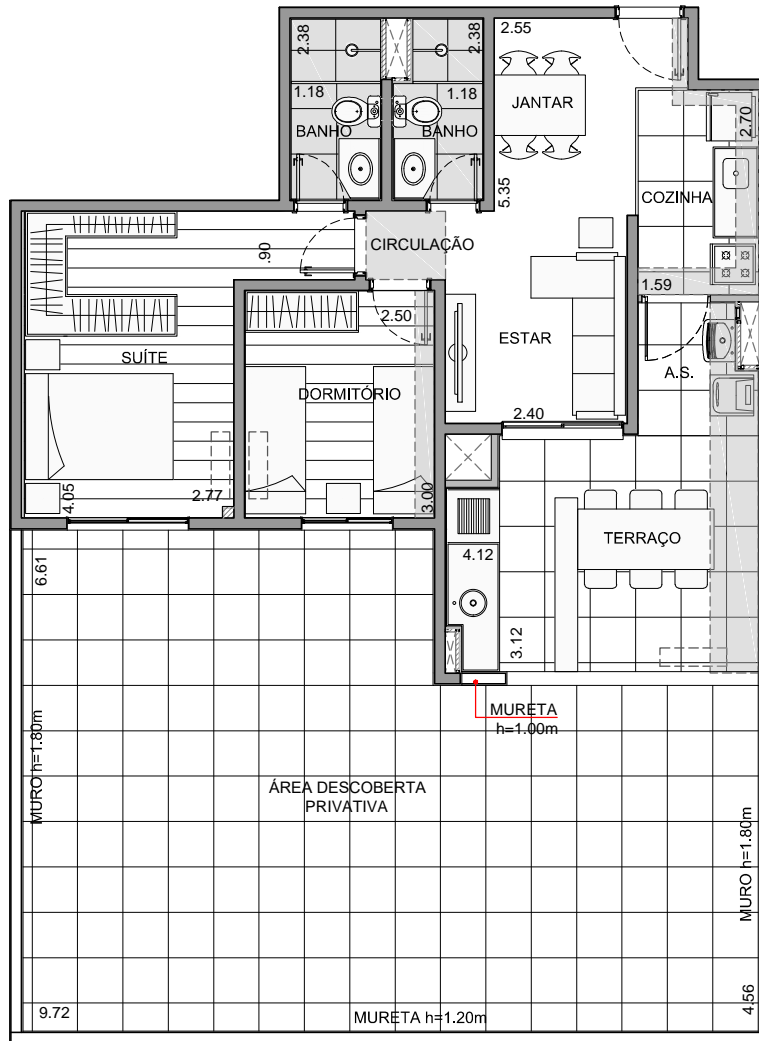 2.38
2.38
2.55
1.18
1.18
JANTAR
BANHO
BANHO
2.70
5.35
COZINHA
CIRCULAÇÃO
.90
1.59
2.50
ESTAR
SUÍTE
A.S.
DORMITÓRIO
2.40
4.05
2.77
3.00
TERRAÇO
4.12
6.61
3.12
MURETA
h=1.00m
MURO h=1.80m
ÁREA DESCOBERTA
PRIVATIVA
MURO h=1.80m
9.72
MURETA h=1.20m
4.56